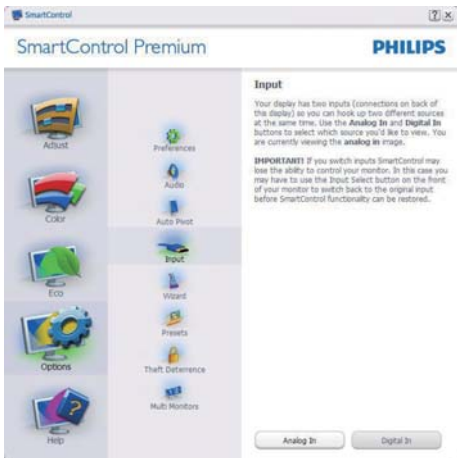 SmartControl
SmartControl Premium
PHILIPS
Adjust
Color
Eco
Options
Help
Preferences
Audio
Auto Pivot
Input
Wizard
Presets
Theft Deterrence
Multi Monitors
Input
Your display has two inputs (connections on back of
this display) so you can hook up two different sources
at the same time. Use the Analog In and Digital In
buttons to select which source you'd like to view. You
are currently viewing the analog in image.
IMPORTANT! If you switch inputs SmartControl may
lose the ability to control your monitor. In this case you
may have to use the Input Select button on the front
of your monitor to switch back to the original input
before SmartControl functionality can be restored.
Analog In
Digital In